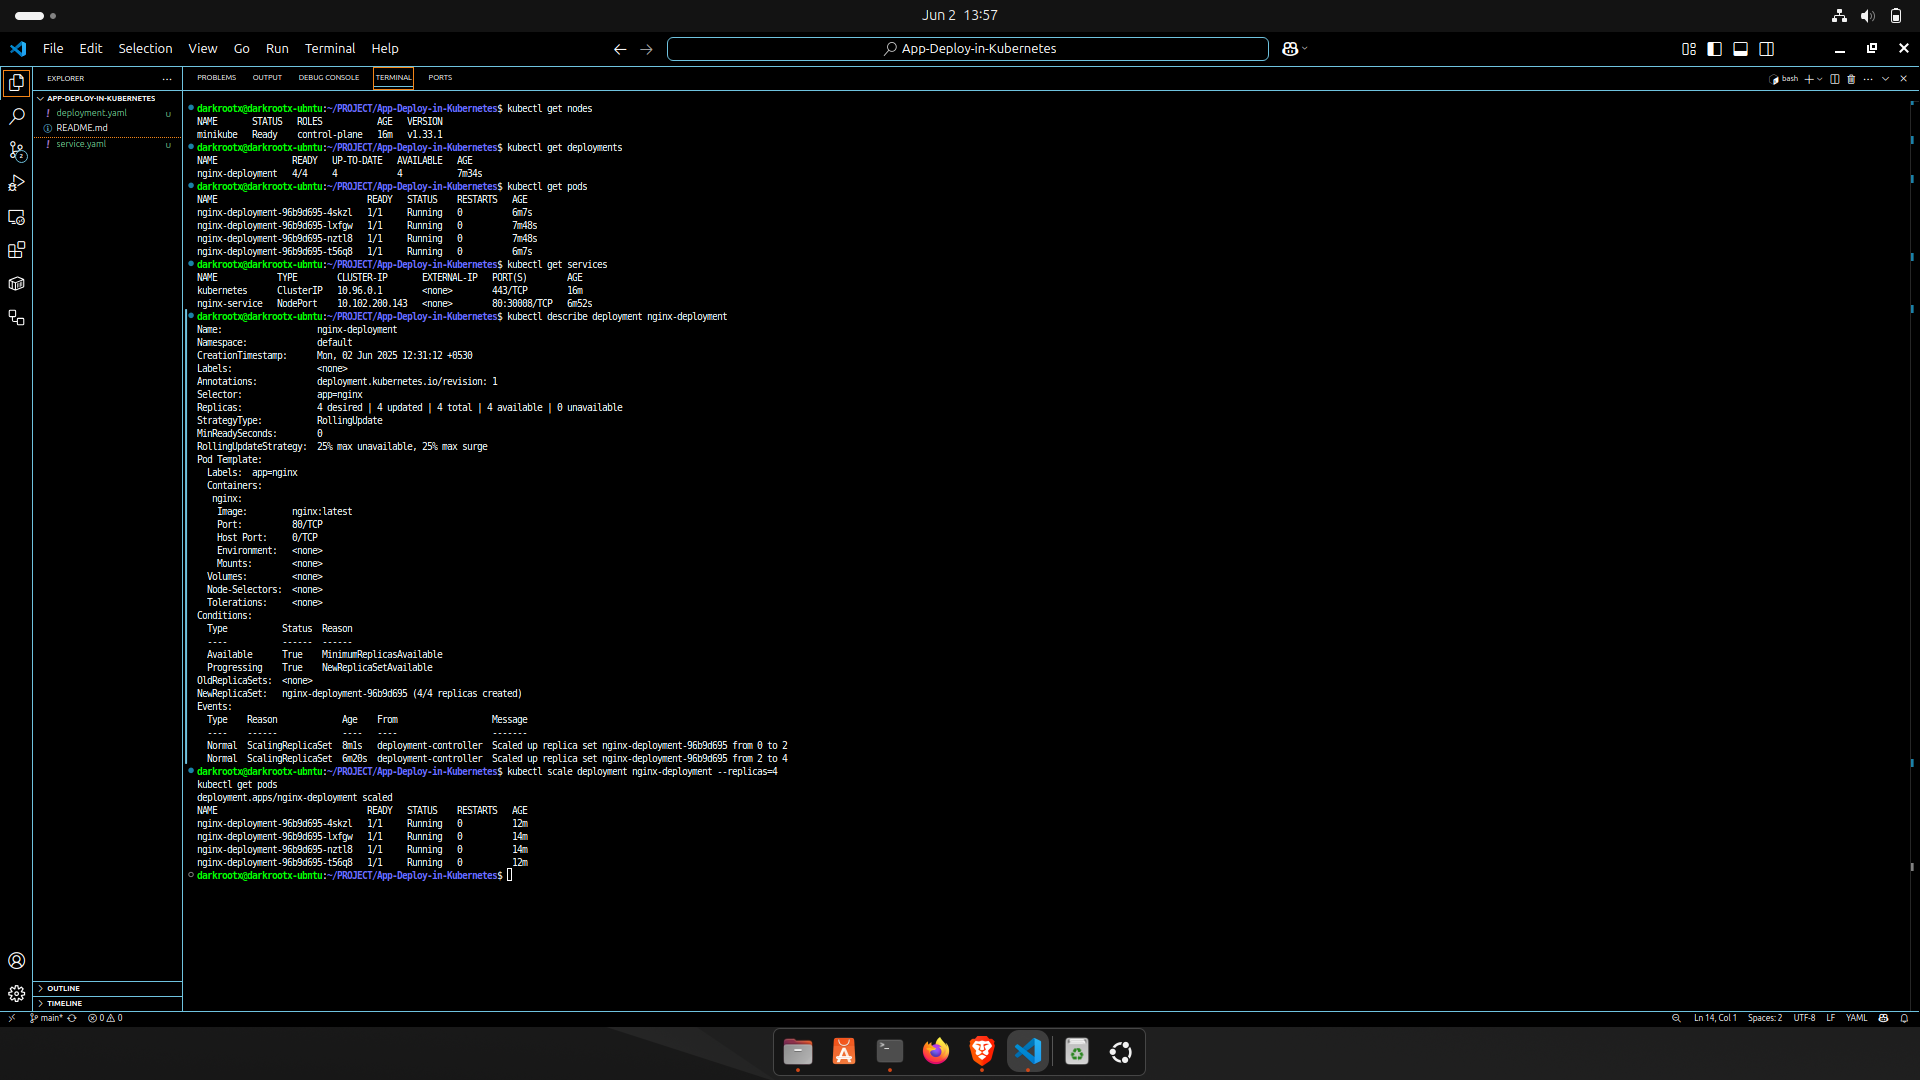 Jun 2 13:57
File Edit Selection View Go Run Terminal Help
App-Deploy-in-Kubernetes
EXPLORER ...
APP-DEPLOY-IN-KUBERNETES
! deployment.yaml U
README.md
! service.yaml U
OUTLINE
TIMELINE
PROBLEMS OUTPUT DEBUG CONSOLE TERMINAL PORTS
bash
darkrootx@darkrootx-ubntu:~/PROJECT/App-Deploy-in-Kubernetes$ kubectl get nodes
NAME STATUS ROLES AGE VERSION
minikube Ready control-plane 16m v1.33.1
darkrootx@darkrootx-ubntu:~/PROJECT/App-Deploy-in-Kubernetes$ kubectl get deployments
NAME READY UP-TO-DATE AVAILABLE AGE
nginx-deployment 4/4 4 4 7m34s
darkrootx@darkrootx-ubntu:~/PROJECT/App-Deploy-in-Kubernetes$ kubectl get pods
NAME READY STATUS RESTARTS AGE
nginx-deployment-96b9d695-4skzl 1/1 Running 0 6m7s
nginx-deployment-96b9d695-lxfgw 1/1 Running 0 7m48s
nginx-deployment-96b9d695-nztl8 1/1 Running 0 7m48s
nginx-deployment-96b9d695-t56q8 1/1 Running 0 6m7s
darkrootx@darkrootx-ubntu:~/PROJECT/App-Deploy-in-Kubernetes$ kubectl get services
NAME TYPE CLUSTER-IP EXTERNAL-IP PORT(S) AGE
kubernetes ClusterIP 10.96.0.1 <none> 443/TCP 16m
nginx-service NodePort 10.102.200.143 <none> 80:30008/TCP 6m52s
darkrootx@darkrootx-ubntu:~/PROJECT/App-Deploy-in-Kubernetes$ kubectl describe deployment nginx-deployment
Name: nginx-deployment
Namespace: default
CreationTimestamp: Mon, 02 Jun 2025 12:31:12 +0530
Labels: <none>
Annotations: deployment.kubernetes.io/revision: 1
Selector: app=nginx
Replicas: 4 desired | 4 updated | 4 total | 4 available | 0 unavailable
StrategyType: RollingUpdate
MinReadySeconds: 0
RollingUpdateStrategy: 25% max unavailable, 25% max surge
Pod Template:
Labels: app=nginx
Containers:
nginx:
Image: nginx:latest
Port: 80/TCP
Host Port: 0/TCP
Environment: <none>
Mounts: <none>
Volumes: <none>
Node-Selectors: <none>
Tolerations: <none>
Conditions:
Type Status Reason
---- ------ ------
Available True MinimumReplicasAvailable
Progressing True NewReplicaSetAvailable
OldReplicaSets: <none>
NewReplicaSet: nginx-deployment-96b9d695 (4/4 replicas created)
Events:
Type Reason Age From Message
---- ------ ---- ---- -------
Normal ScalingReplicaSet 8m1s deployment-controller Scaled up replica set nginx-deployment-96b9d695 from 0 to 2
Normal ScalingReplicaSet 6m20s deployment-controller Scaled up replica set nginx-deployment-96b9d695 from 2 to 4
darkrootx@darkrootx-ubntu:~/PROJECT/App-Deploy-in-Kubernetes$ kubectl scale deployment nginx-deployment --replicas=4
kubectl get pods
deployment.apps/nginx-deployment scaled
NAME READY STATUS RESTARTS AGE
nginx-deployment-96b9d695-4skzl 1/1 Running 0 12m
nginx-deployment-96b9d695-lxfgw 1/1 Running 0 14m
nginx-deployment-96b9d695-nztl8 1/1 Running 0 14m
nginx-deployment-96b9d695-t56q8 1/1 Running 0 12m
darkrootx@darkrootx-ubntu:~/PROJECT/App-Deploy-in-Kubernetes$
main* 0 0 Ln 14, Col 1 Spaces: 2 UTF-8 LF YAML